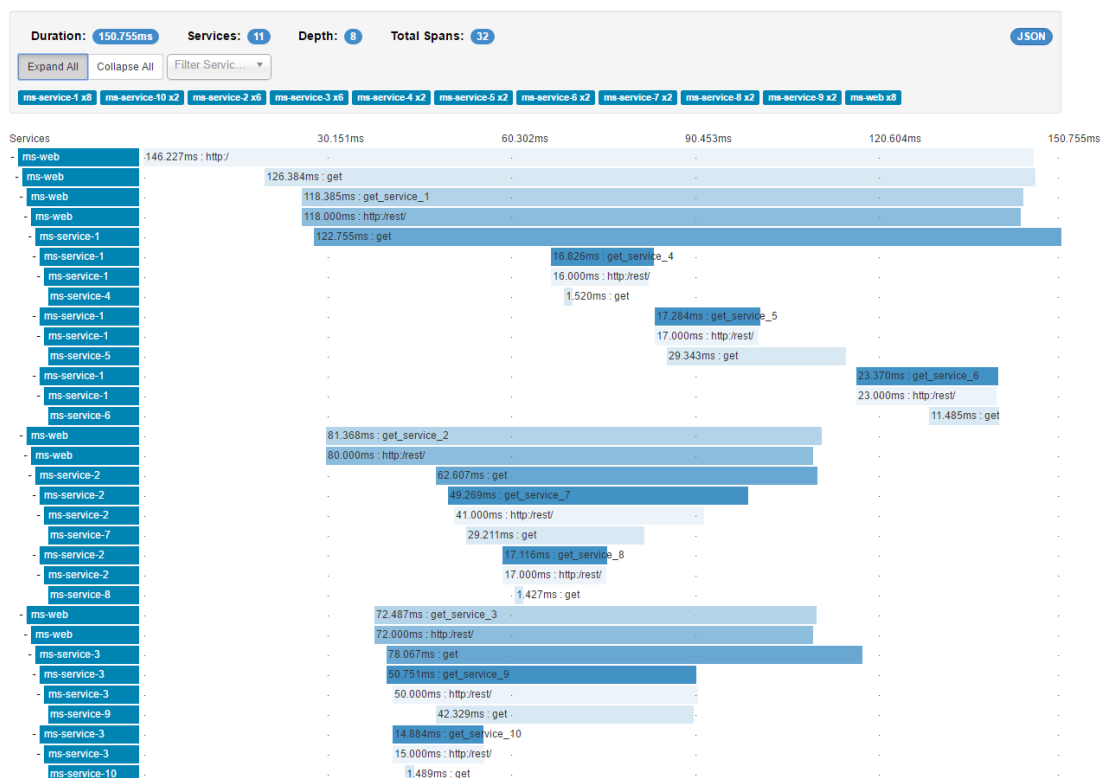 Duration: 150.755ms Services: 11 Depth: 8 Total Spans: 32 JSON
Expand All Collapse All Filter Servic...
ms-service-1 x8 ms-service-10 x2 ms-service-2 x6 ms-service-3 x6 ms-service-4 x2 ms-service-5 x2 ms-service-6 x2 ms-service-7 x2 ms-service-8 x2 ms-service-9 x2 ms-web x8
Services 30.151ms 60.302ms 90.453ms 120.604ms 150.755ms
- ms-web 146.227ms : http:/
- ms-web 126.384ms : get
- ms-web 118.385ms : get_service_1
- ms-web 118.000ms : http:/rest/
- ms-service-1 122.755ms : get
- ms-service-1 16.826ms : get_service_4
- ms-service-1 16.000ms : http:/rest/
ms-service-4 1.520ms : get
- ms-service-1 17.284ms : get_service_5
- ms-service-1 17.000ms : http:/rest/
ms-service-5 29.343ms : get
- ms-service-1 23.370ms : get_service_6
- ms-service-1 23.000ms : http:/rest/
ms-service-6 11.485ms : get
- ms-web 81.368ms : get_service_2
- ms-web 80.000ms : http:/rest/
- ms-service-2 62.607ms : get
- ms-service-2 49.269ms : get_service_7
- ms-service-2 41.000ms : http:/rest/
ms-service-7 29.211ms : get
- ms-service-2 17.116ms : get_service_8
- ms-service-2 17.000ms : http:/rest/
ms-service-8 1.427ms : get
- ms-web 72.487ms : get_service_3
- ms-web 72.000ms : http:/rest/
- ms-service-3 78.067ms : get
- ms-service-3 50.751ms : get_service_9
- ms-service-3 50.000ms : http:/rest/
ms-service-9 42.329ms : get
- ms-service-3 14.884ms : get_service_10
- ms-service-3 15.000ms : http:/rest/
ms-service-10 1.489ms : get